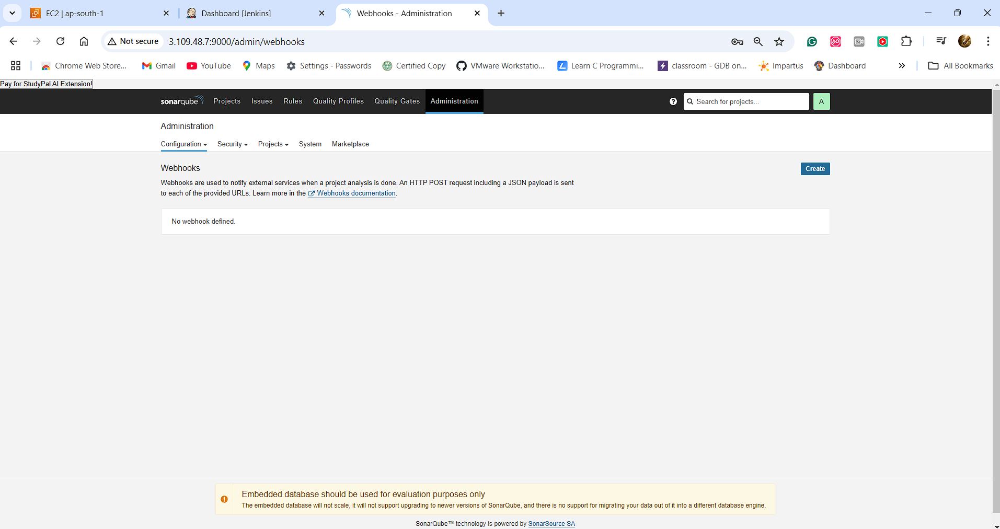 EC2 | ap-south-1
Dashboard [Jenkins]
Webhooks - Administration
Not secure
3.109.48.7:9000/admin/webhooks
Chrome Web Store...
Gmail
YouTube
Maps
Settings - Passwords
Certified Copy
VMware Workstatio...
Learn C Programmi...
classroom - GDB on...
Impartus
Dashboard
All Bookmarks
Pay for StudyPal AI Extension!
sonarqube
Projects
Issues
Rules
Quality Profiles
Quality Gates
Administration
Search for projects...
A
Administration
Configuration
Security
Projects
System
Marketplace
Webhooks
Create
Webhooks are used to notify external services when a project analysis is done. An HTTP POST request including a JSON payload is sent
to each of the provided URLs. Learn more in the Webhooks documentation.
No webhook defined.
Embedded database should be used for evaluation purposes only
The embedded database will not scale, it will not support upgrading to newer versions of SonarQube, and there is no support for migrating your data out of it into a different database engine.
SonarQube™ technology is powered by SonarSource SA